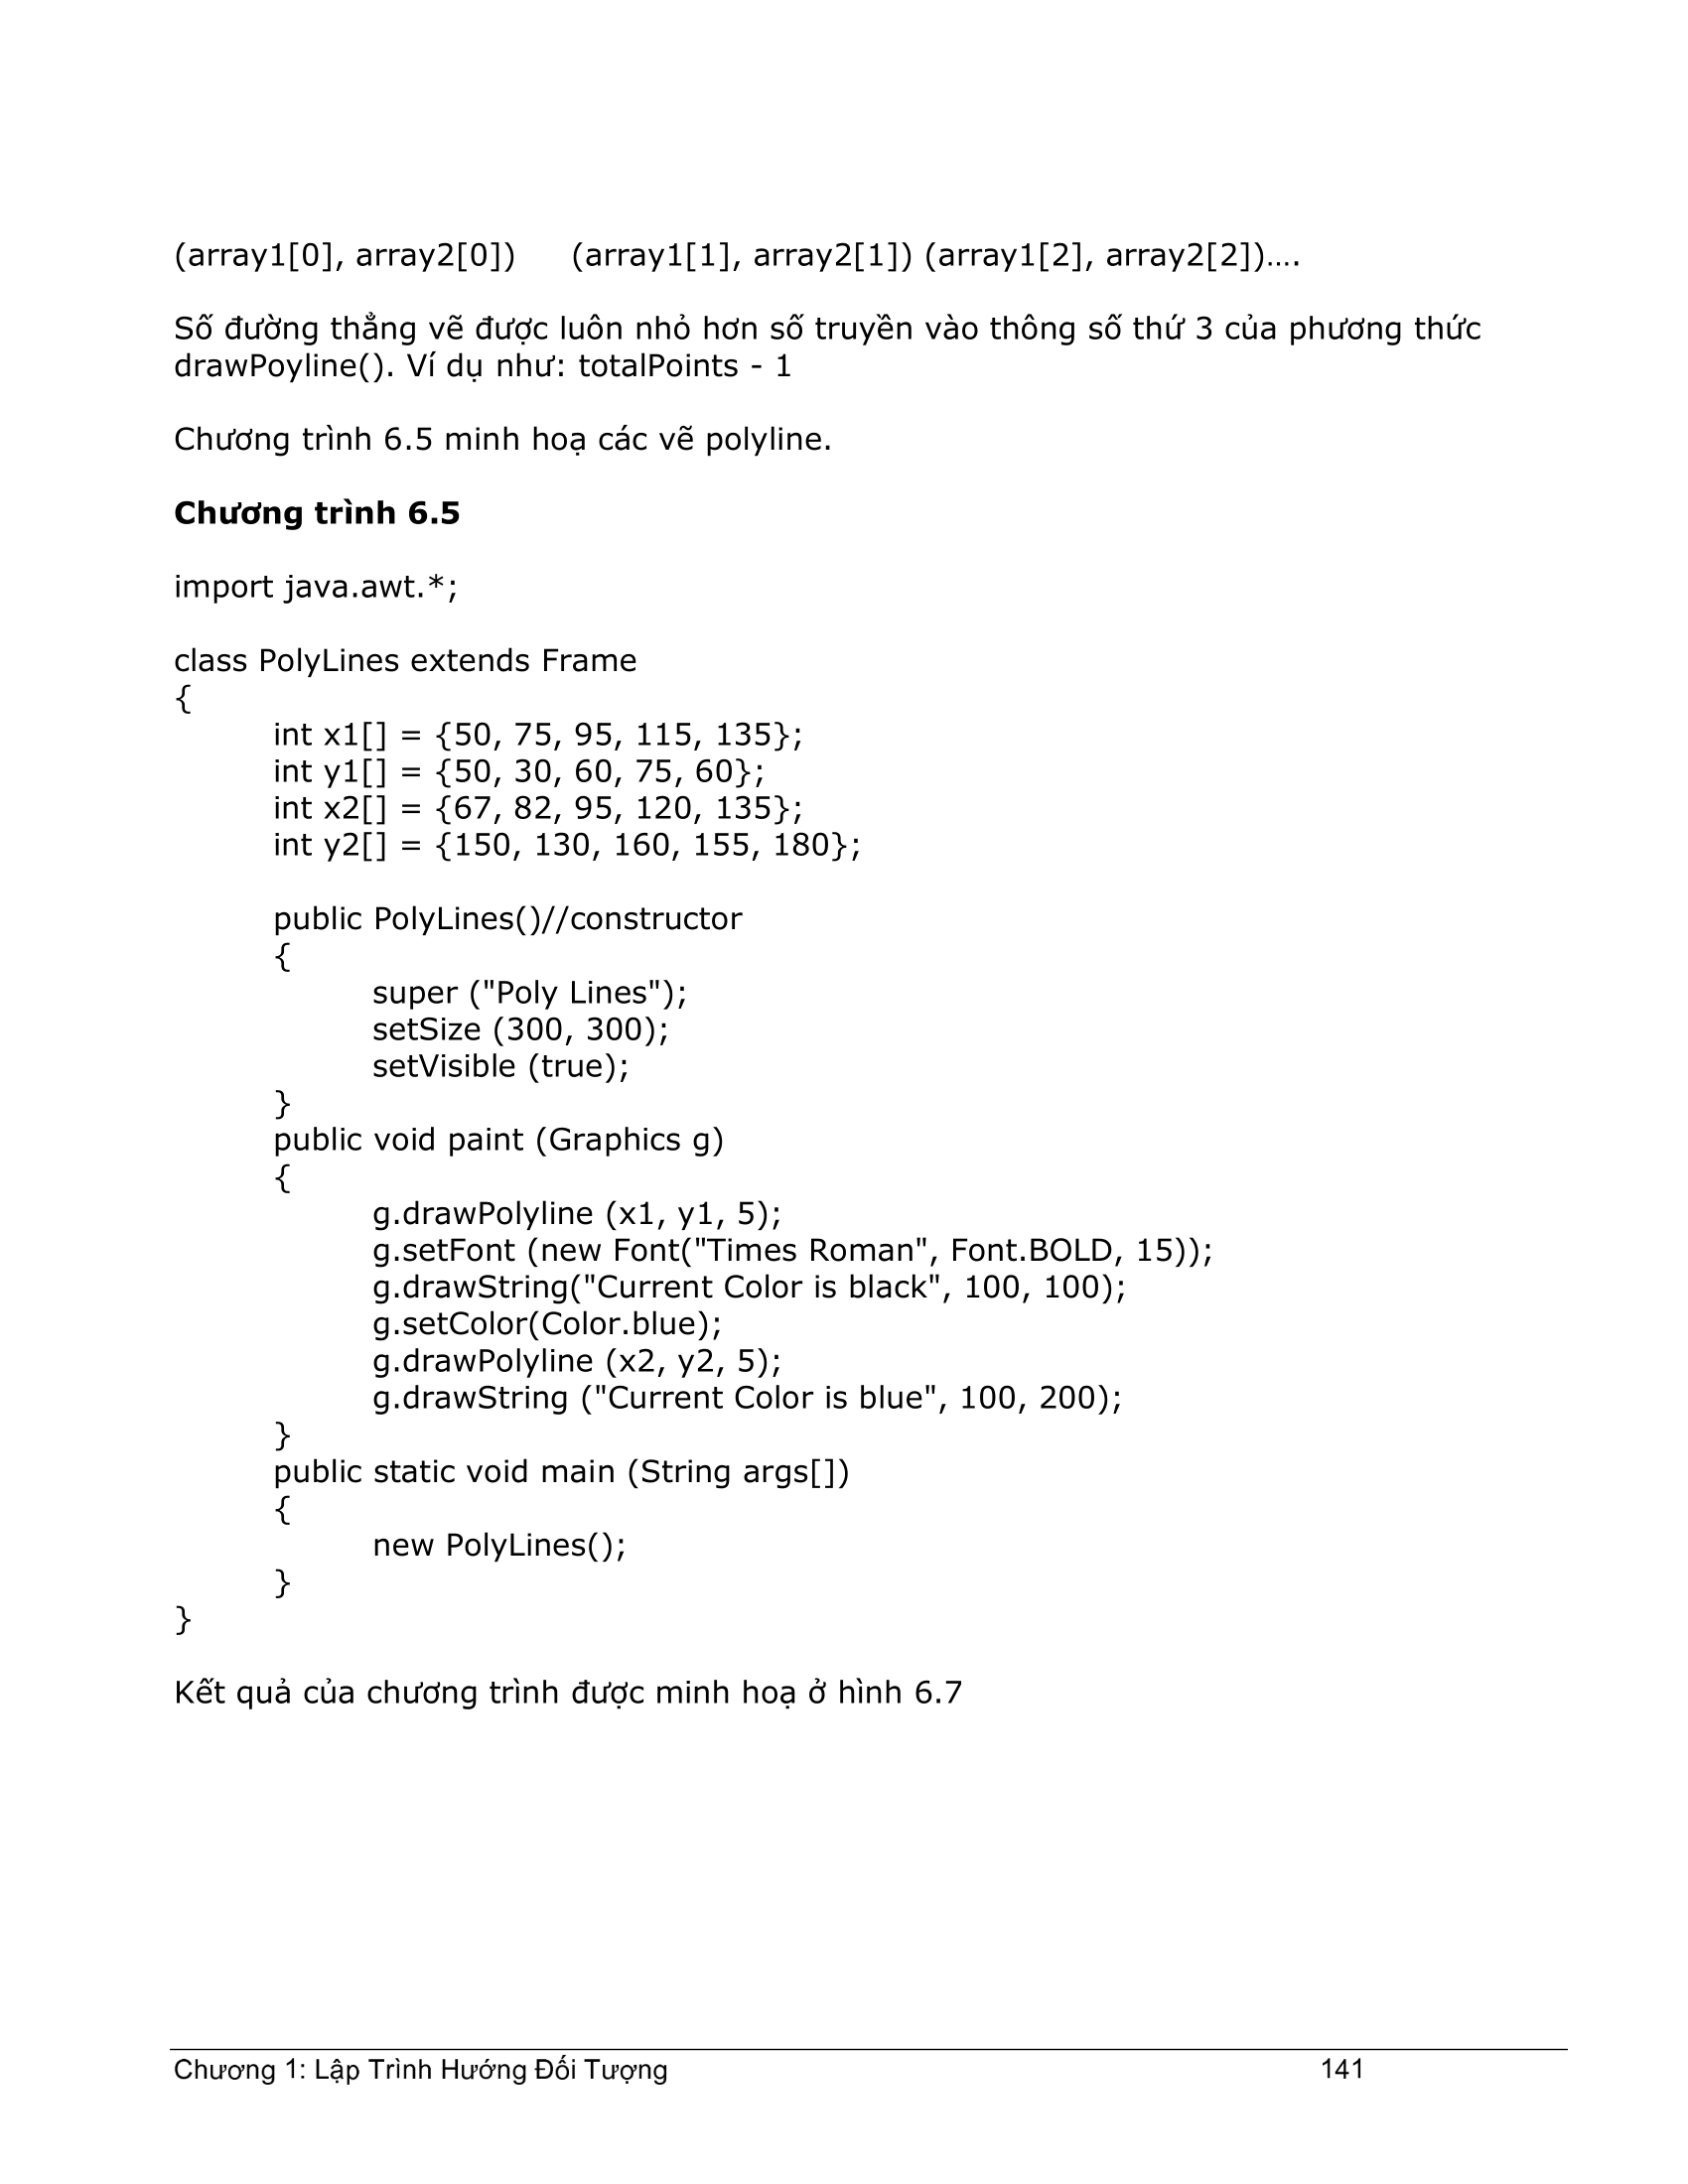 (array1[0], array2[0]) (array1[1], array2[1]) (array1[2], array2[2])….
Số đường thẳng vẽ được luôn nhỏ hơn số truyền vào thông số thứ 3 của phương thức
drawPoyline(). Ví dụ như: totalPoints - 1
Chương trình 6.5 minh hoạ các vẽ polyline.
Chương trình 6.5
import java.awt.*;
class PolyLines extends Frame
{
int x1[] = {50, 75, 95, 115, 135};
int y1[] = {50, 30, 60, 75, 60};
int x2[] = {67, 82, 95, 120, 135};
int y2[] = {150, 130, 160, 155, 180};
public PolyLines()//constructor
{
super ("Poly Lines");
setSize (300, 300);
setVisible (true);
}
public void paint (Graphics g)
{
g.drawPolyline (x1, y1, 5);
g.setFont (new Font("Times Roman", Font.BOLD, 15));
g.drawString("Current Color is black", 100, 100);
g.setColor(Color.blue);
g.drawPolyline (x2, y2, 5);
g.drawString ("Current Color is blue", 100, 200);
}
public static void main (String args[])
{
new PolyLines();
}
}
Kết quả của chương trình được minh hoạ ở hình 6.7
Chương 1: Lập Trình Hướng Đối Tượng 141